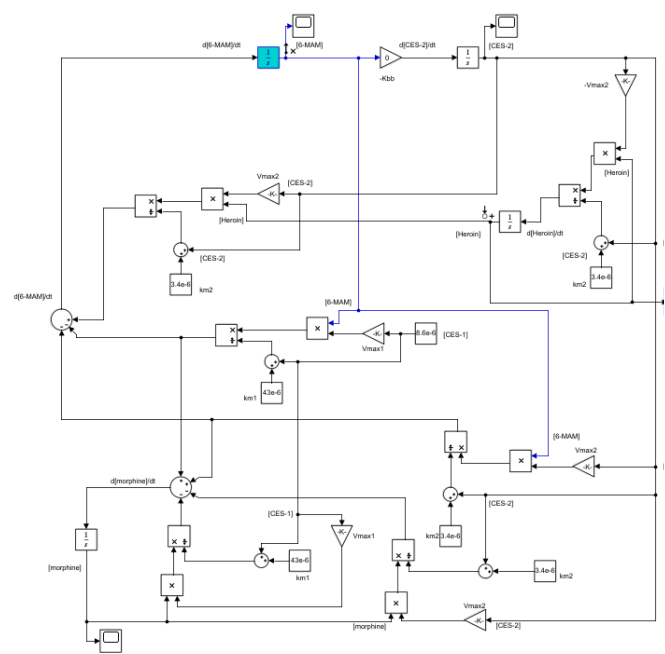 d[6-MAM]/dt
1
s
[6-MAM]
0
-Kbb
d[CES-2]/dt
1
s
[CES-2]
-K-
-Vmax2
×
[Heroin]
Vmax2
-K-
[CES-2]
×
×
÷
[Heroin]
[CES-2]
3.4e-6
km2
[Heroin]
1
s
d[Heroin]/dt
×
÷
[CES-2]
3.4e-6
km2
d[6-MAM]/dt
[6-MAM]
×
-K-
Vmax1
8.6e-6
[CES-1]
×
÷
43e-6
km1
[6-MAM]
÷ ×
×
Vmax2
-K-
d[morphine]/dt
[CES-2]
km2
3.4e-6
1
s
[morphine]
[CES-1]
-K-
Vmax1
× ÷
43e-6
km1
×
× ÷
3.4e-6
km2
×
[morphine]
Vmax2
-K-
[CES-2]